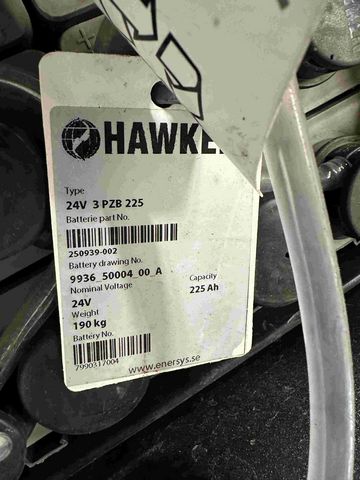 HAWKE
Type
24V 3 PZB 225
Batterie part No.
250939-002
Battery drawing No.
9936_50004_00_A
Nominal Voltage Capacity
24V 225 Ah
Weight
190 kg
Battery No.
7990317004
www.enersys.se